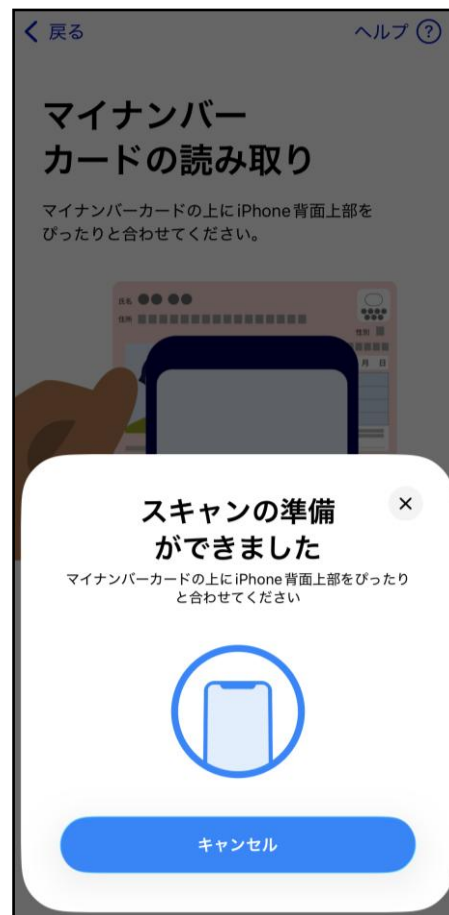 戻る
ヘルプ ?
マイナンバー
カードの読み取り
マイナンバーカードの上にiPhone背面上部を
ぴったりと合わせてください。
氏名
住所
性別
月 日
スキャンの準備
ができました
マイナンバーカードの上にiPhone背面上部をぴったり
と合わせてください
キャンセル